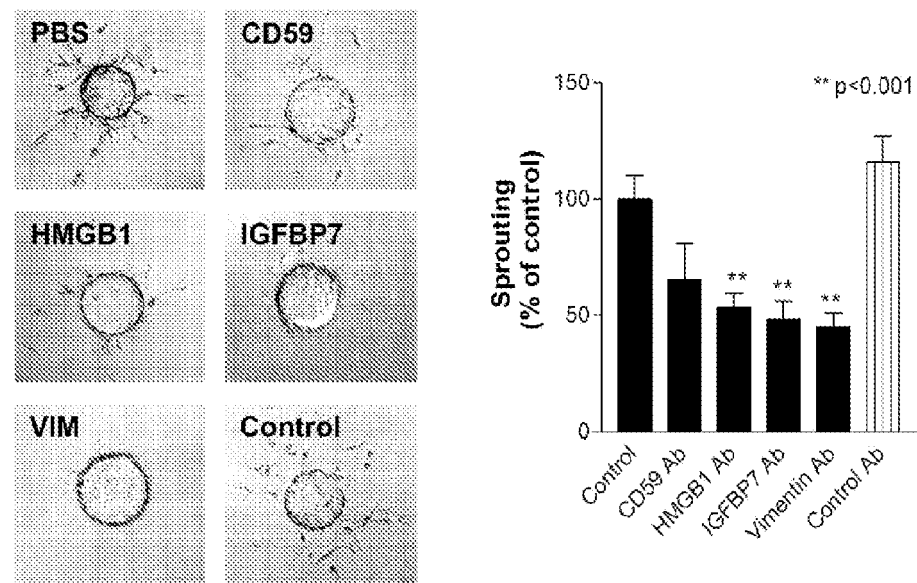 PBS
CD59
HMGB1
IGFBP7
VIM
Control
Sprouting
(% of control)
150
100
50
0
** p<0.001
**
**
**
Control
CD59 Ab
HMGB1 Ab
IGFBP7 Ab
Vimentin Ab
Control Ab